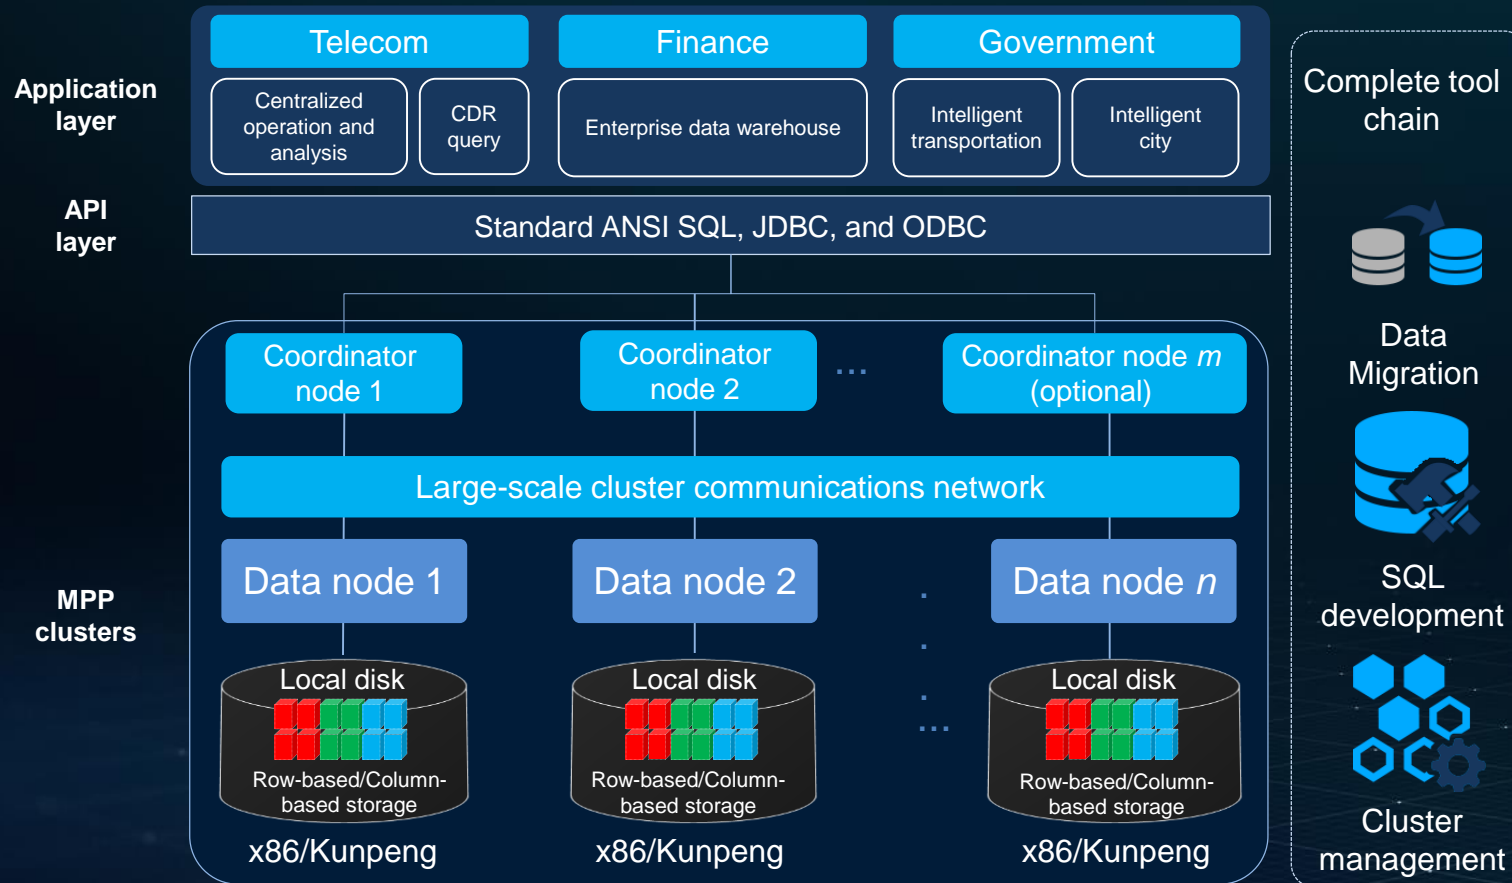 Telecom
Finance
Government
Application
layer
Centralized
operation and
analysis
CDR
query
Enterprise data warehouse
Intelligent
transportation
Intelligent
city
API
layer
Standard ANSI SQL, JDBC, and ODBC
MPP
clusters
Coordinator
node 1
Coordinator
node 2
...
Coordinator node m
(optional)
Large-scale cluster communications network
Data node 1
Data node 2
.
.
.
Data node n
Local disk
Row-based/Column-
based storage
x86/Kunpeng
Local disk
Row-based/Column-
based storage
x86/Kunpeng
...
Local disk
Row-based/Column-
based storage
x86/Kunpeng
Complete tool
chain
Data
Migration
SQL
development
Cluster
management